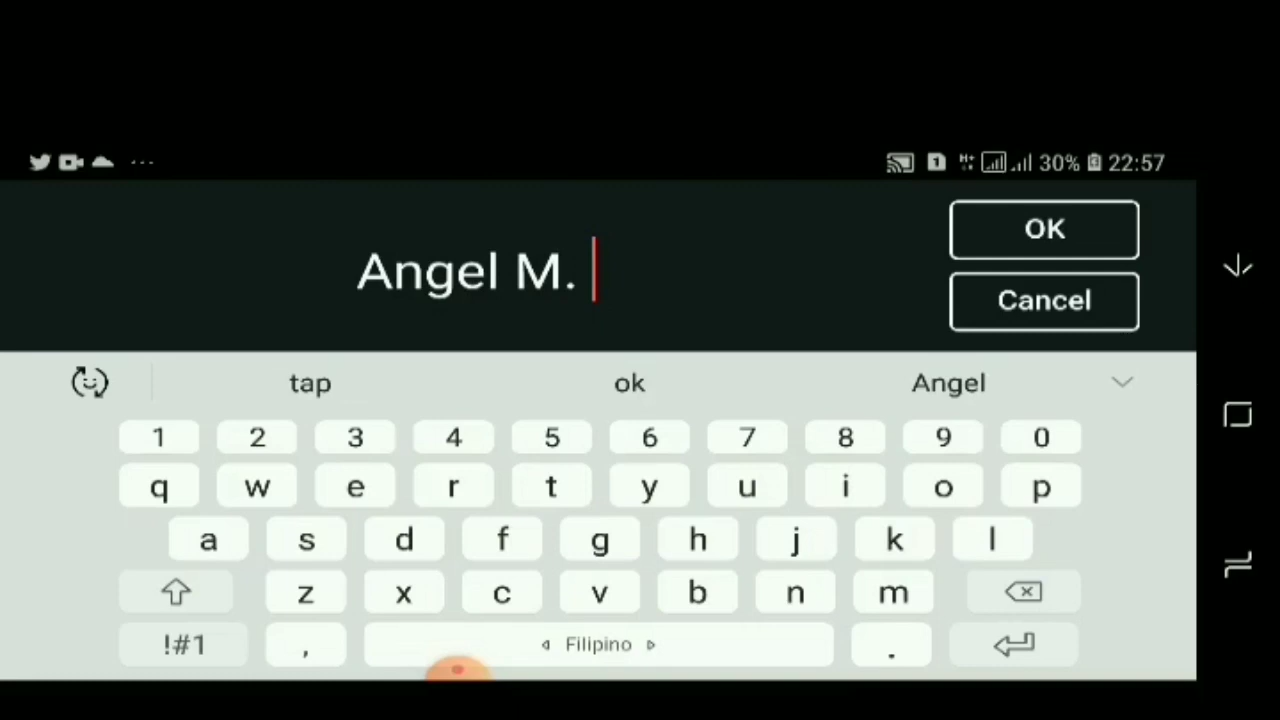 1 H+ 30% 22:57
OK
Angel M.
Cancel
tap ok Angel
1 2 3 4 5 6 7 8 9 0
q w e r t y u i o p
a s d f g h j k l
z x c v b n m
!#1 , Filipino .